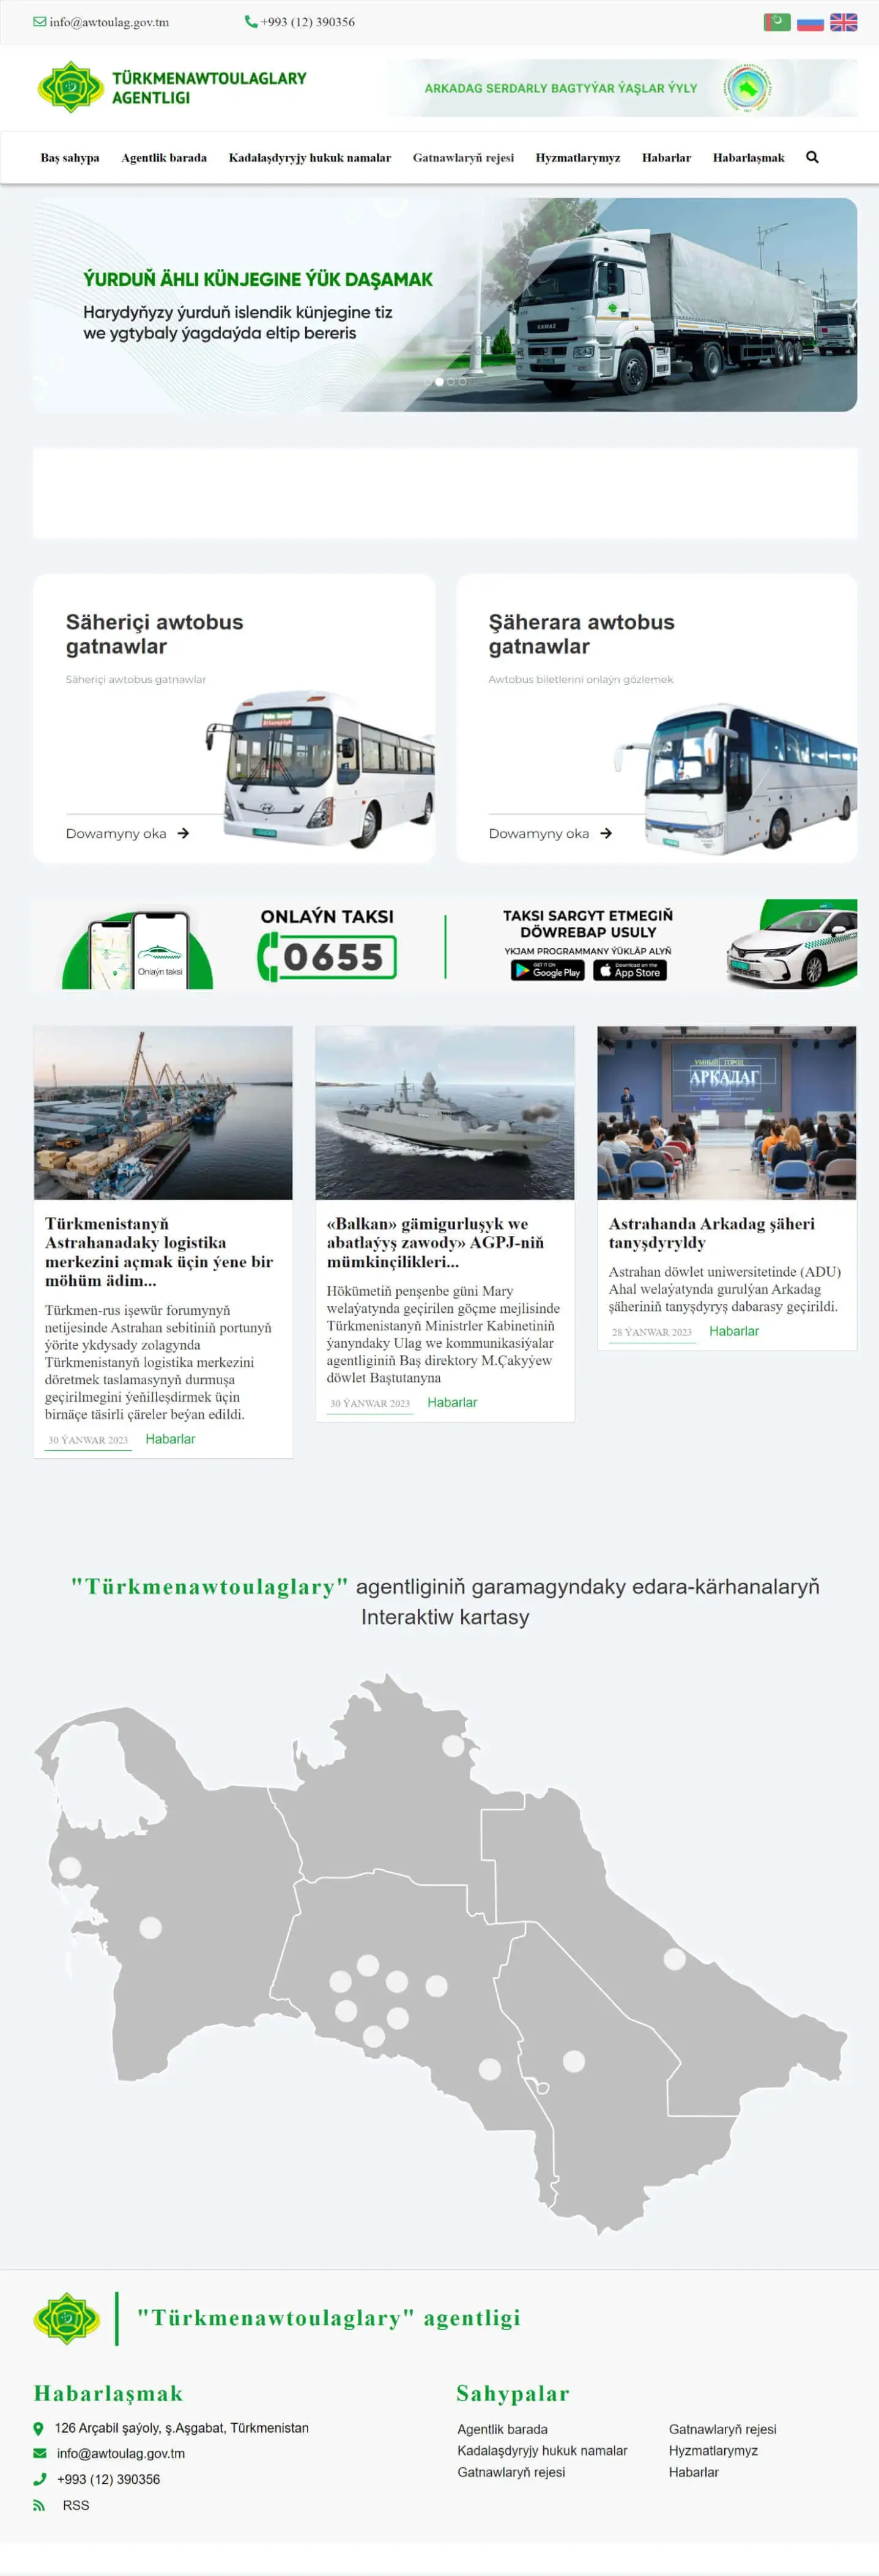 info@awtoulag.gov.tm
+993 (12) 390356
TÜRKMENAWTOULAGLARY
AGENTLIGI
ARKADAG SERDARLY BAGTYÝAR ÝAŞLAR ÝYLY
Baş sahypa
Agentlik barada
Kadalaşdyryjy hukuk namalar
Gatnawlaryň rejesi
Hyzmatlarymyz
Habarlar
Habarlaşmak
ÝURDUŇ ÄHLI KÜNJEGINE ÝÜK DAŞAMAK
Harydyňyzy ýurduň islendik künjegine tiz
we ygtybaly ýagdaýda eltip bereris
KAMAZ
Säheriçi awtobus
gatnawlar
Säheriçi awtobus gatnawlar
Dowamyny oka
Şäherara awtobus
gatnawlar
Awtobus biletlerini onlaýn gözlemek
Dowamyny oka
Onlaýn taksi
ONLAÝN TAKSI
0655
TAKSI SARGYT ETMEGIŇ
DÖWREBAP USULY
YKJAM PROGRAMMANY ÝÜKLÄP ALYŇ
GET IT ON
Google Play
Download on the
App Store
Türkmenistanyň
Astrahanadaky logistika
merkezini açmak üçin ýene bir
möhüm ädim...
Türkmen-rus işewür forumynyň
netijesinde Astrahan sebitiniň portunyň
ýörite ykdysady zolagynda
Türkmenistanyň logistika merkezini
döretmek taslamasynyň durmuşa
geçirilmegini ýeňilleşdirmek üçin
birnäçe täsirli çäreler beýan edildi.
30 ÝANWAR 2023
Habarlar
«Balkan» gämigurluşyk we
abatlaýyş zawody» AGPJ-niň
mümkinçilikleri...
Hökümetiň penşenbe güni Mary
welaýatynda geçirilen göçme mejlisinde
Türkmenistanyň Ministrler Kabinetiniň
ýanyndaky Ulag we kommunikasiýalar
agentliginiň Baş direktory M.Çakyýew
döwlet Baştutanyna
30 ÝANWAR 2023
Habarlar
УМНЫЙ ГОРОД
АРКАДАГ
Astrahanda Arkadag şäheri
tanyşdyryldy
Astrahan döwlet uniwersitetinde (ADU)
Ahal welaýatynda gurulýan Arkadag
şäheriniň tanyşdyryş dabarasy geçirildi.
28 ÝANWAR 2023
Habarlar
"Türkmenawtoulaglary" agentliginiň garamagyndaky edara-kärhanalaryň
Interaktiw kartasy
"Türkmenawtoulaglary" agentligi
Habarlaşmak
126 Arçabil şaýoly, ş.Aşgabat, Türkmenistan
info@awtoulag.gov.tm
+993 (12) 390356
RSS
Sahypalar
Agentlik barada
Kadalaşdyryjy hukuk namalar
Gatnawlaryň rejesi
Gatnawlaryň rejesi
Hyzmatlarymyz
Habarlar